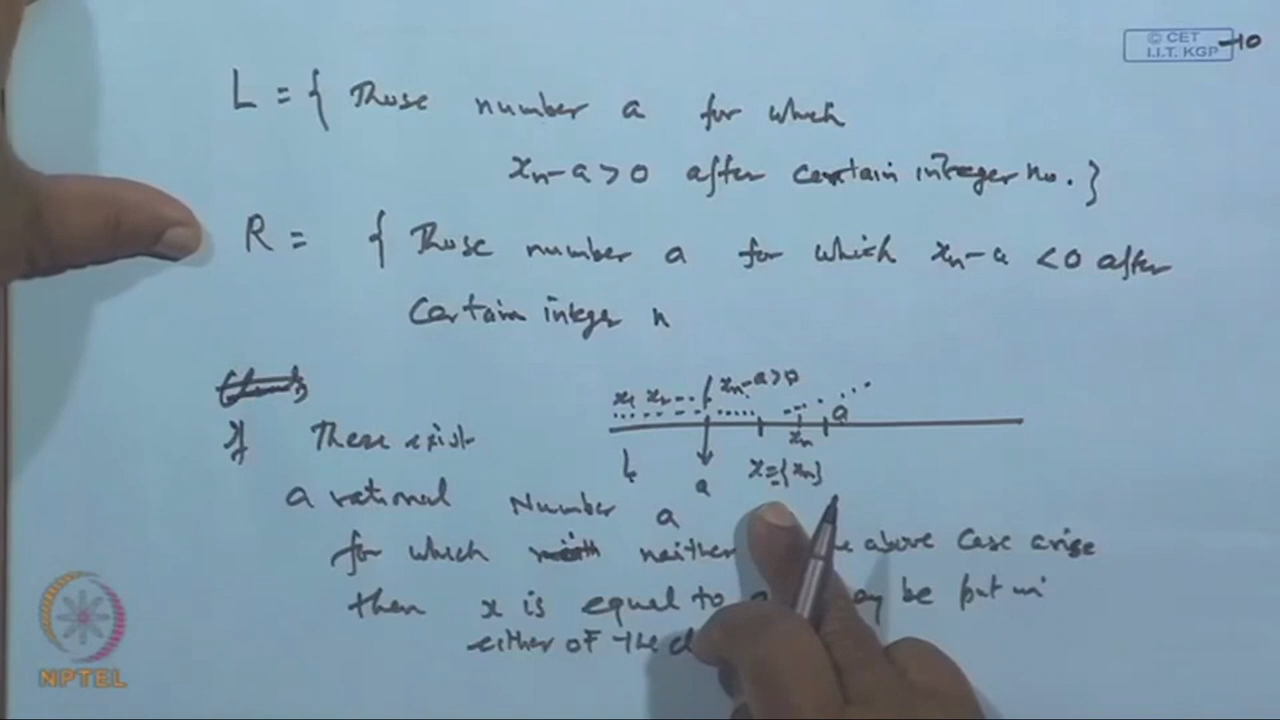 © CET
I.I.T. KGP
-10
L = { Those number a for which
xₙ-a>0 after certain integer no. }
R = { Those number a for which xₙ-a <0 after
Certain integer n
xₙ-a>0
x₁ x₂ ---
a
If There exist
xₙ
L
a
x={xₙ}
a rational Number a
for which neither above case arise
then x is equal to be put in
either of the
NPTEL